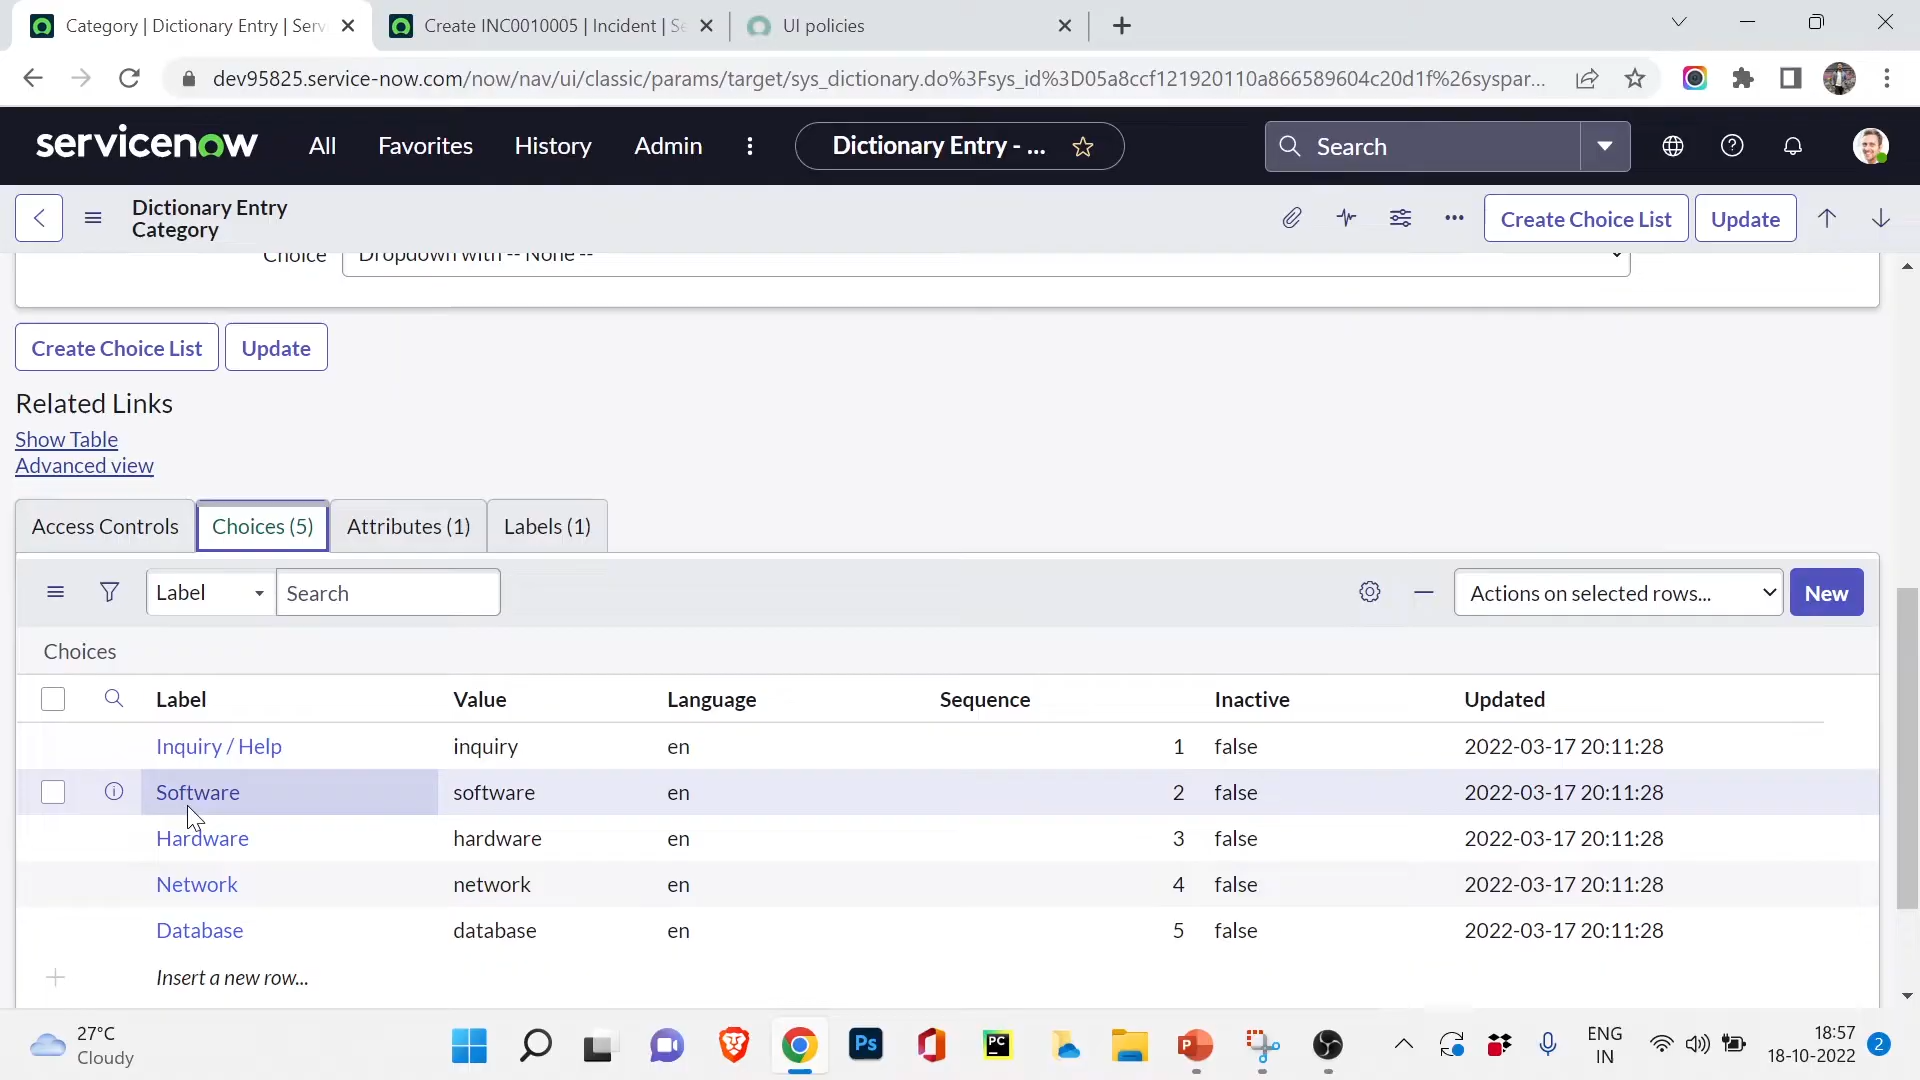 Category | Dictionary Entry | Serv
Create INC0010005 | Incident | Se
UI policies
dev95825.service-now.com/now/nav/ui/classic/params/target/sys_dictionary.do%3Fsys_id%3D05a8ccf121920110a866589604c20d1f%26syspar...
servicenow
All
Favorites
History
Admin
Dictionary Entry - ...
Search
Dictionary Entry
Category
Create Choice List
Update
Choice
Dropdown with -- None --
Create Choice List
Update
Related Links
Show Table
Advanced view
Access Controls
Choices (5)
Attributes (1)
Labels (1)
Label
Search
Actions on selected rows...
New
Choices
Label Value Language Sequence Inactive Updated
Inquiry / Help inquiry en 1 false 2022-03-17 20:11:28
Software software en 2 false 2022-03-17 20:11:28
Hardware hardware en 3 false 2022-03-17 20:11:28
Network network en 4 false 2022-03-17 20:11:28
Database database en 5 false 2022-03-17 20:11:28
Insert a new row...
27°C
Cloudy
Ps
PC
ENG
IN
18:57
18-10-2022
2